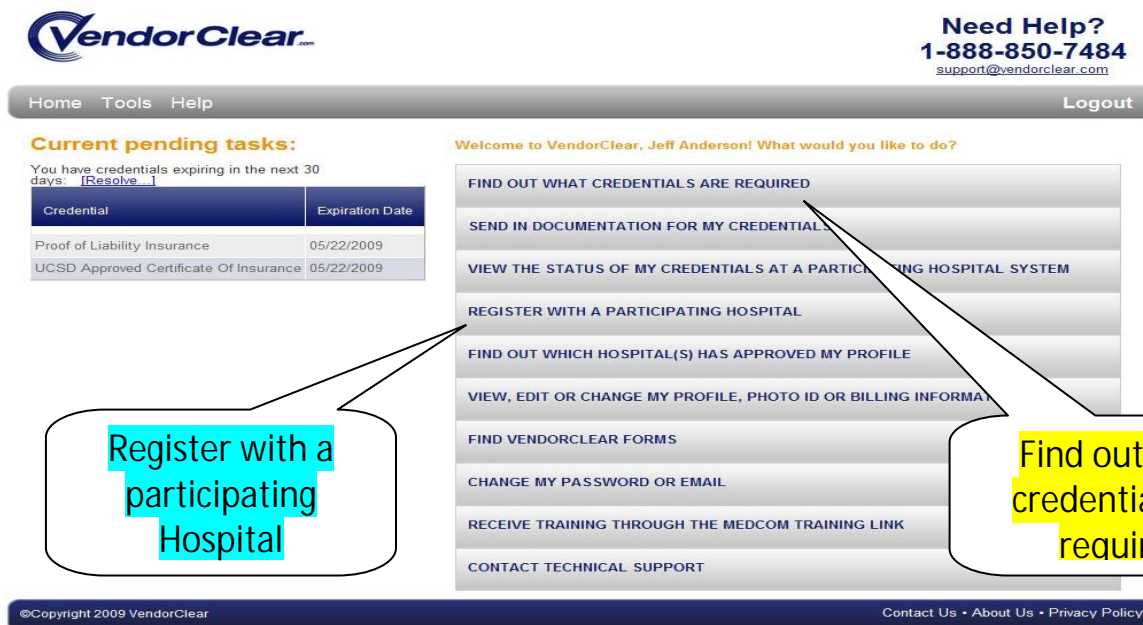 VendorClear.com
Need Help?
1-888-850-7484
support@vendorclear.com
Home Tools Help
Logout
Current pending tasks:
You have credentials expiring in the next 30
days: [Resolve...]
Credential Expiration Date
Proof of Liability Insurance 05/22/2009
UCSD Approved Certificate Of Insurance 05/22/2009
Welcome to VendorClear, Jeff Anderson! What would you like to do?
FIND OUT WHAT CREDENTIALS ARE REQUIRED
SEND IN DOCUMENTATION FOR MY CREDENTIALS
VIEW THE STATUS OF MY CREDENTIALS AT A PARTICIPATING HOSPITAL SYSTEM
REGISTER WITH A PARTICIPATING HOSPITAL
FIND OUT WHICH HOSPITAL(S) HAS APPROVED MY PROFILE
VIEW, EDIT OR CHANGE MY PROFILE, PHOTO ID OR BILLING INFORMAT
FIND VENDORCLEAR FORMS
CHANGE MY PASSWORD OR EMAIL
RECEIVE TRAINING THROUGH THE MEDCOM TRAINING LINK
CONTACT TECHNICAL SUPPORT
Register with a
participating
Hospital
Find out
credentia
requi
©Copyright 2009 VendorClear
Contact Us • About Us • Privacy Policy